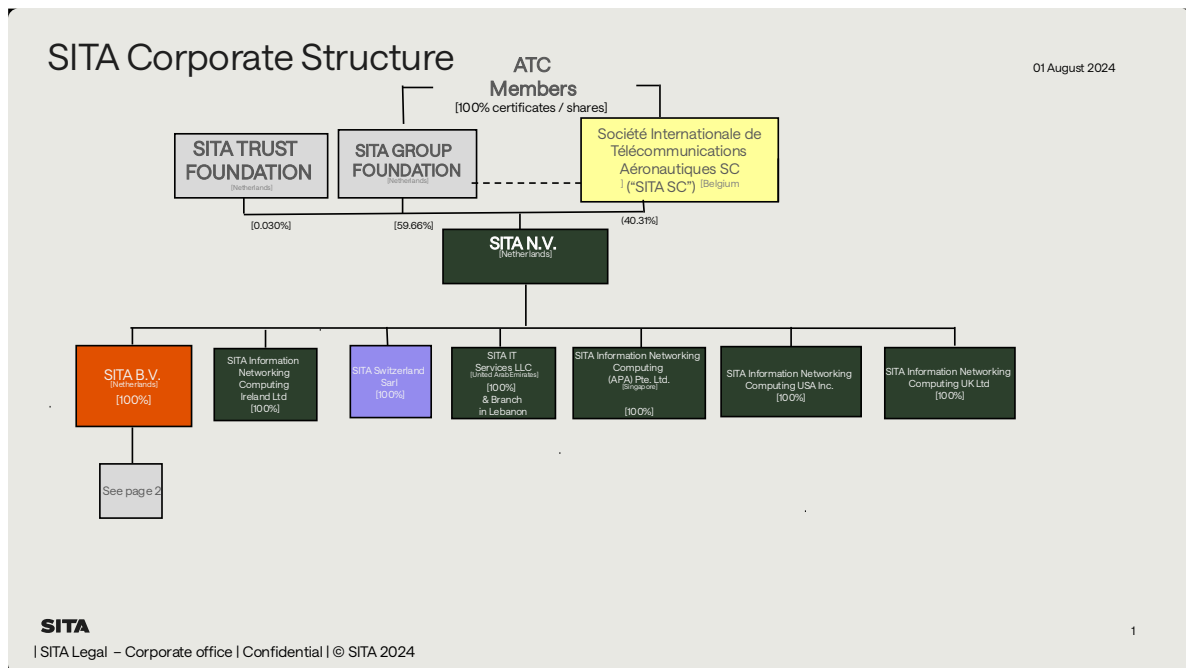 SITA Corporate Structure
01 August 2024
ATC
Members
[100% certificates / shares]
SITA TRUST
FOUNDATION
[Netherlands]
SITA GROUP
FOUNDATION
[Netherlands]
Société Internationale de
Télécommunications
Aéronautiques SC
] (“SITA SC”) [Belgium
[0.030%]
[59.66%]
(40.31%]
SITA N.V.
[Netherlands]
SITA B.V.
[Netherlands]
[100%]
SITA Information
Networking
Computing
Ireland Ltd
[100%]
SITA Switzerland
Sarl
[100%]
SITA IT
Services LLC
[United Arab Emirates]
[100%]
& Branch
in Lebanon
SITA Information Networking
Computing
(APA) Pte. Ltd.
[Singapore]
[100%]
SITA Information Networking
Computing USA Inc.
[100%]
SITA Information Networking
Computing UK Ltd
[100%]
See page 2
SITA
| SITA Legal – Corporate office | Confidential | © SITA 2024
1